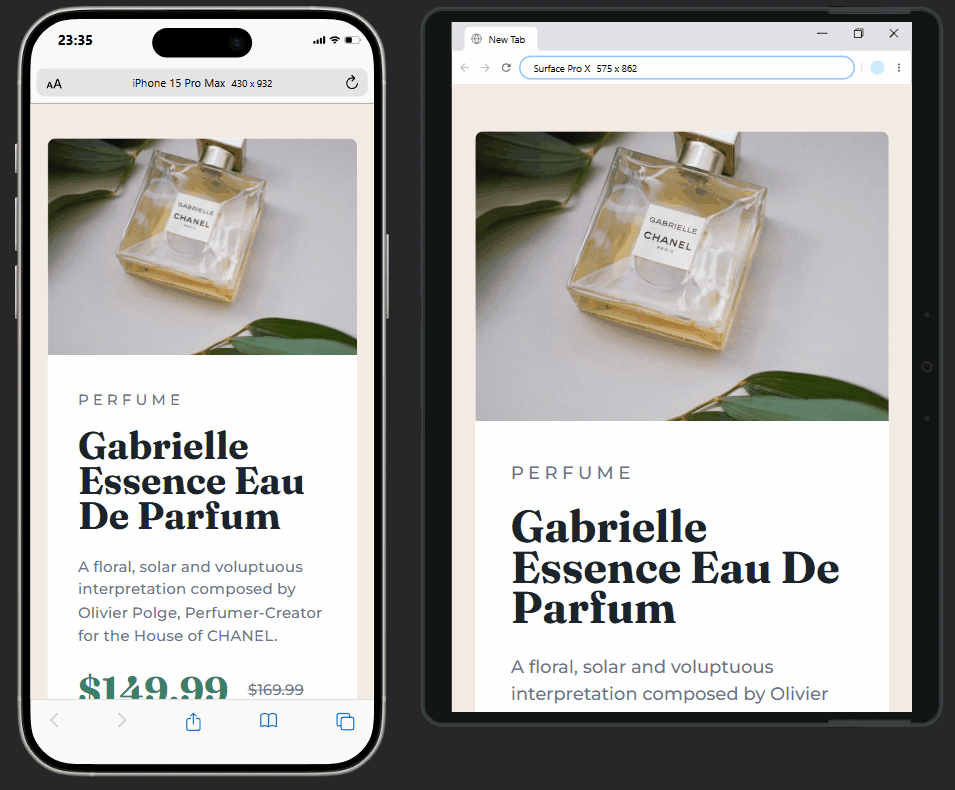 23:35
AA
iPhone 15 Pro Max 430 x 932
GABRIELLE
CHANEL
PARIS
PERFUME
Gabrielle
Essence Eau
De Parfum
A floral, solar and voluptuous
interpretation composed by
Olivier Polge, Perfumer-Creator
for the House of CHANEL.
$149.99 $169.99
New Tab
Surface Pro X 575 x 862
GABRIELLE
CHANEL
PARIS
PERFUME
Gabrielle
Essence Eau De
Parfum
A floral, solar and voluptuous
interpretation composed by Olivier